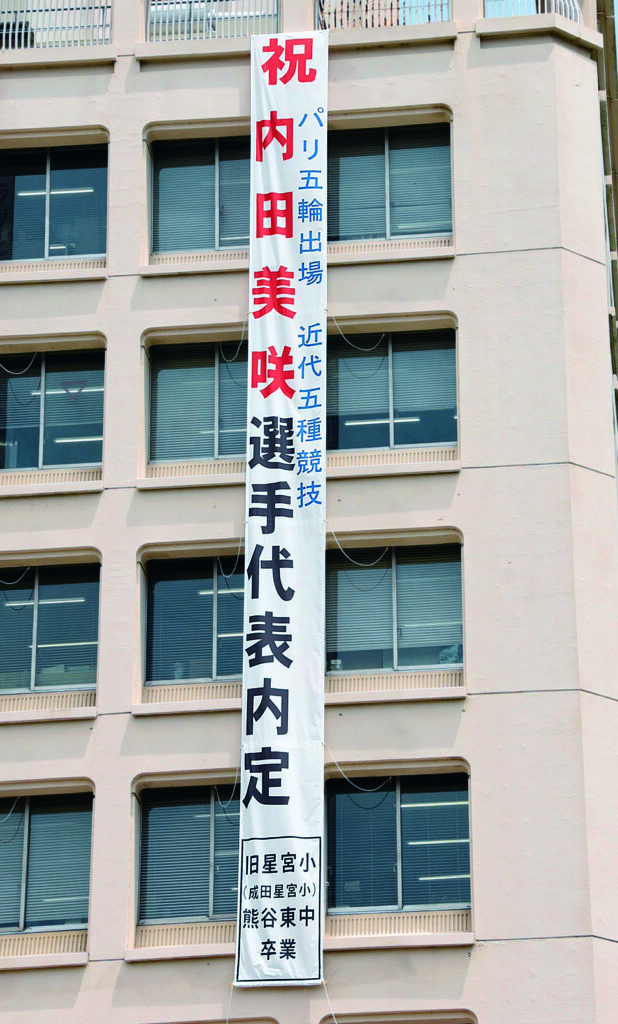 パリ五輪出場 近代五種競技
祝内田美咲選手代表内定
旧星宮小
(成田星宮小)
熊谷東中
卒業